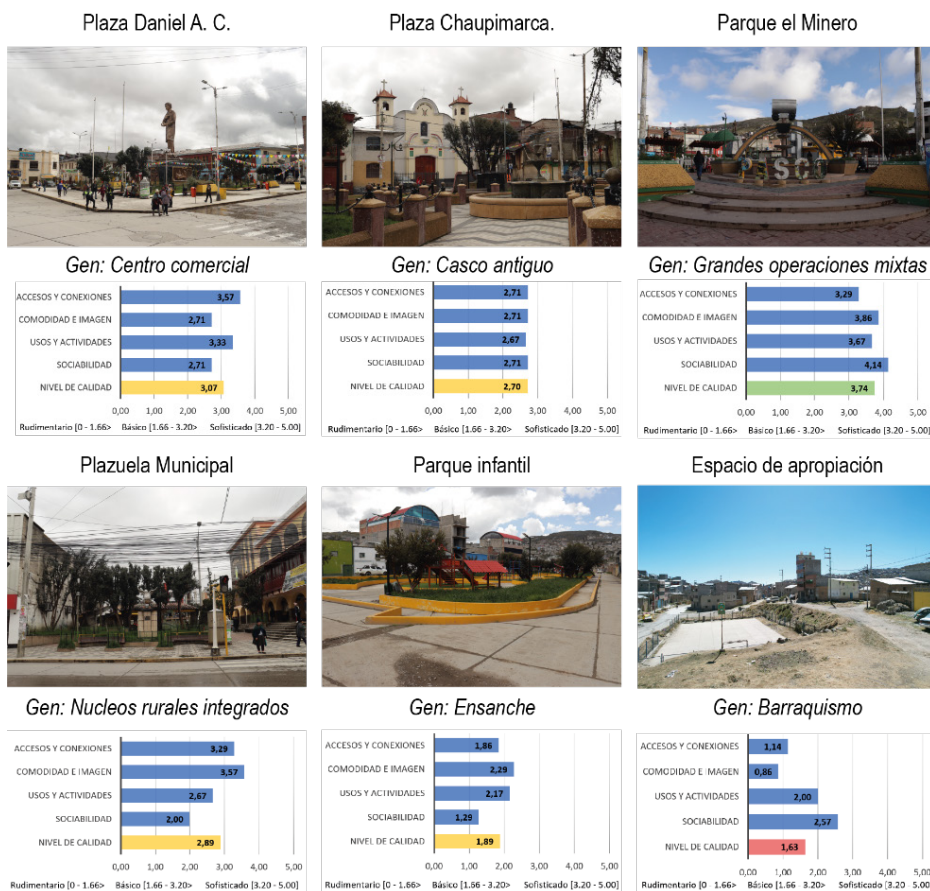 Plaza Daniel A. C.
Plaza Chaupimarca.
Parque el Minero
PASCO
Gen: Centro comercial
Gen: Casco antiguo
Gen: Grandes operaciones mixtas
ACCESOS Y CONEXIONES 3,57
COMODIDAD E IMAGEN 2,71
USOS Y ACTIVIDADES 3,33
SOCIABILIDAD 2,71
NIVEL DE CALIDAD 3,07
0,00 1,00 2,00 3,00 4,00 5,00
Rudimentario [0 - 1.66> Básico [1.66 - 3.20> Sofisticado [3.20 - 5.00]
ACCESOS Y CONEXIONES 2,71
COMODIDAD E IMAGEN 2,71
USOS Y ACTIVIDADES 2,67
SOCIABILIDAD 2,71
NIVEL DE CALIDAD 2,70
0,00 1,00 2,00 3,00 4,00 5,00
Rudimentario [0 - 1.66> Básico [1.66 - 3.20> Sofisticado [3.20 - 5.00]
ACCESOS Y CONEXIONES 3,29
COMODIDAD E IMAGEN 3,86
USOS Y ACTIVIDADES 3,67
SOCIABILIDAD 4,14
NIVEL DE CALIDAD 3,74
0,00 1,00 2,00 3,00 4,00 5,00
Rudimentario [0 - 1.66> Básico [1.66 - 3.20> Sofisticado [3.20 - 5.00]
Plazuela Municipal
Parque infantil
Espacio de apropiación
Gen: Nucleos rurales integrados
Gen: Ensanche
Gen: Barraquismo
ACCESOS Y CONEXIONES 3,29
COMODIDAD E IMAGEN 3,57
USOS Y ACTIVIDADES 2,67
SOCIABILIDAD 2,00
NIVEL DE CALIDAD 2,89
0,00 1,00 2,00 3,00 4,00 5,00
Rudimentario [0 - 1.66> Básico [1.66 - 3.20> Sofisticado [3.20 - 5.00]
ACCESOS Y CONEXIONES 1,86
COMODIDAD E IMAGEN 2,29
USOS Y ACTIVIDADES 2,17
SOCIABILIDAD 1,29
NIVEL DE CALIDAD 1,89
0,00 1,00 2,00 3,00 4,00 5,00
Rudimentario [0 - 1.66> Básico [1.66 - 3.20> Sofisticado [3.20 - 5.00]
ACCESOS Y CONEXIONES 1,14
COMODIDAD E IMAGEN 0,86
USOS Y ACTIVIDADES 2,00
SOCIABILIDAD 2,57
NIVEL DE CALIDAD 1,63
0,00 1,00 2,00 3,00 4,00 5,00
Rudimentario [0 - 1.66> Básico [1.66 - 3.20> Sofisticado [3.20 - 5.00]